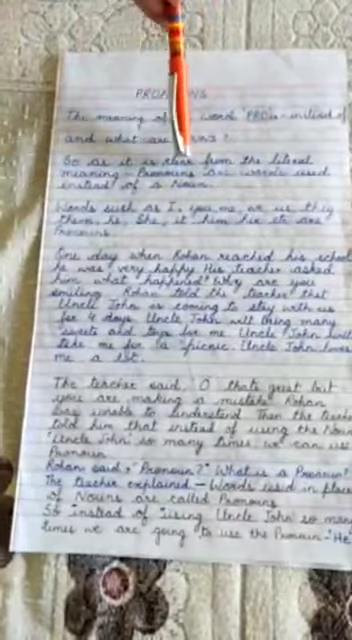 PRONOUNS
The meaning of word 'PRO' is instead of
and what are NOUNS?
So as it is clear from the literal
meaning - Pronouns are words used
instead of a Noun.
Words such as I, you, me, we, us, they
them, he, she, it, him, her etc are
Pronouns.
One day when Rohan reached his school
he was very happy. His teacher asked
him what happened? Why are you
smiling. Rohan told the teacher that
Uncle John is coming to stay with us
for 4 days. Uncle John will bring many
sweets and toys for me. Uncle John will
take me for a picnic. Uncle John loves
me a lot.
The teacher said, O thats great but
you are making a mistake. Rohan
was unable to understand. Then the teacher
told him that instead of using the Noun
'Uncle John' so many times we can use
Pronoun
Rohan said - "Pronoun?" What is a Pronoun?
The teacher explained - Words used in place
of Nouns are called Pronouns
So instead of using Uncle John so many
times we are going to use the Pronoun - "He"